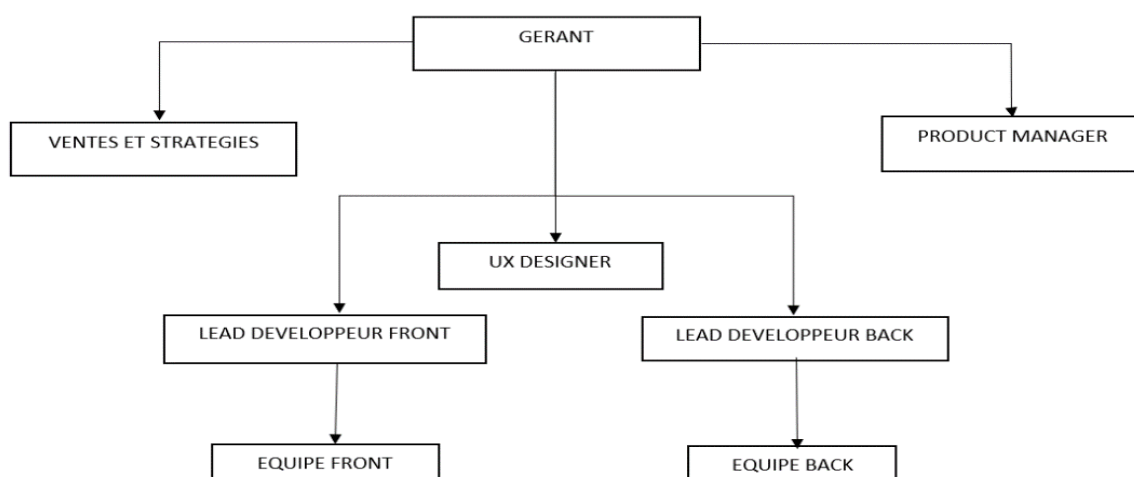 GERANT
VENTES ET STRATEGIES
PRODUCT MANAGER
UX DESIGNER
LEAD DEVELOPPEUR FRONT
LEAD DEVELOPPEUR BACK
EQUIPE FRONT
EQUIPE BACK